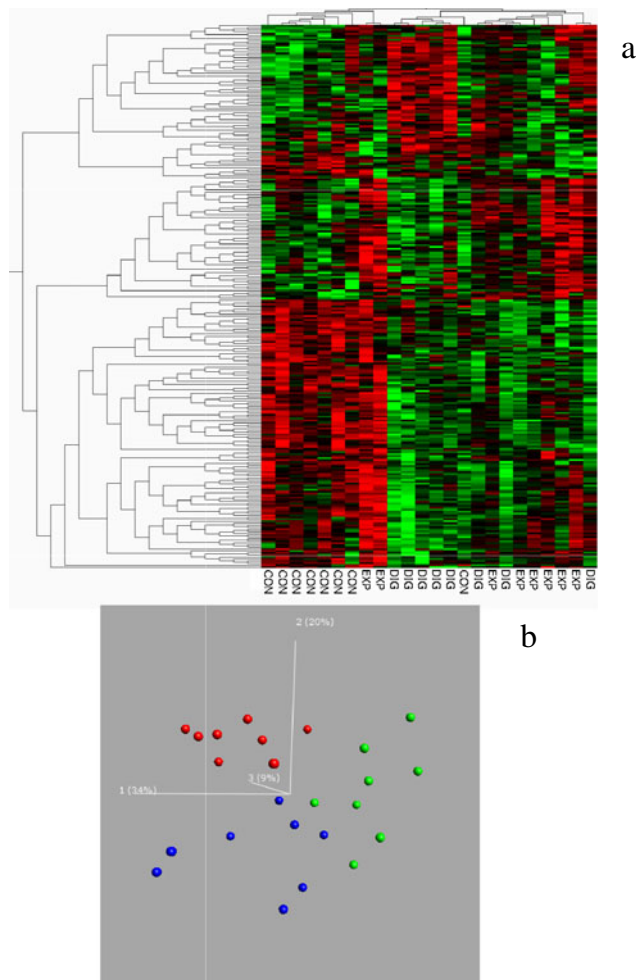 a
CON CON CON CON CON CON CON EXP EXP DIG DIG DIG DIG DIG CON DIG EXP DIG EXP EXP EXP EXP EXP DIG
b
2 (20%)
3 (9%)
1 (34%)